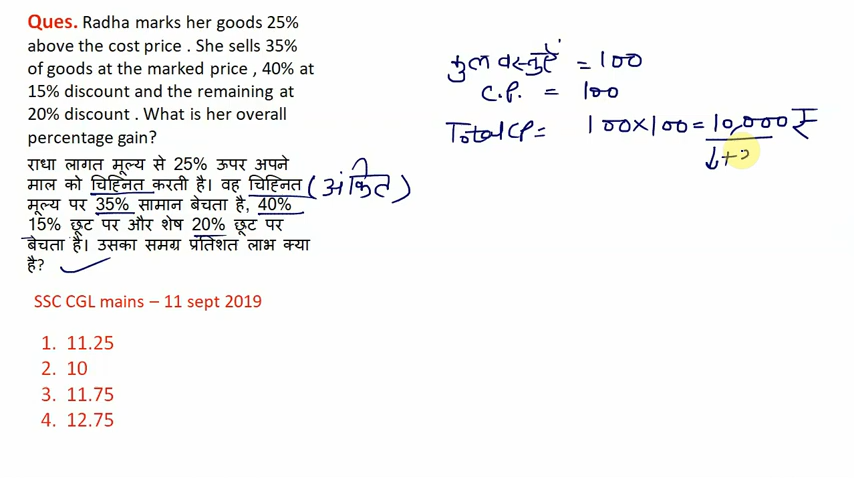 Ques. Radha marks her goods 25%
above the cost price . She sells 35%
of goods at the marked price , 40% at
15% discount and the remaining at
20% discount . What is her overall
percentage gain?
राधा लागत मूल्य से 25% ऊपर अपने
माल को चिह्नित करती है। वह चिह्नित (अंकित)
मूल्य पर 35% सामान बेचता है, 40%
15% छूट पर और शेष 20% छूट पर
बेचता है। उसका समग्र प्रतिशत लाभ क्या
है?
SSC CGL mains – 11 sept 2019
1. 11.25
2. 10
3. 11.75
4. 12.75
कुल वस्तुएँ = 100
C.P. = 100
Total CP = 100×100 = 10,000 ₹